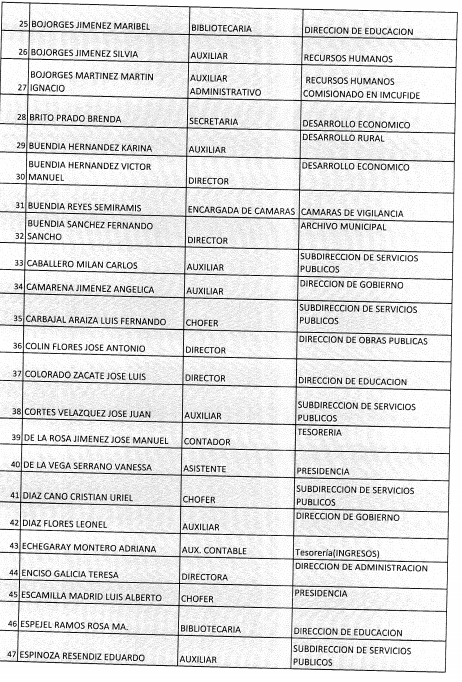 25 BOJORGES JIMENEZ MARIBEL BIBLIOTECARIA DIRECCION DE EDUCACION
26 BOJORGES JIMENEZ SILVIA AUXILIAR RECURSOS HUMANOS
BOJORGES MARTINEZ MARTIN AUXILIAR RECURSOS HUMANOS
27 IGNACIO ADMINISTRATIVO COMISIONADO EN IMCUFIDE
28 BRITO PRADO BRENDA SECRETARIA DESARROLLO ECONOMICO
DESARROLLO RURAL
29 BUENDIA HERNANDEZ KARINA AUXILIAR
BUENDIA HERNANDEZ VICTOR DESARROLLO ECONOMICO
30 MANUEL DIRECTOR
31 BUENDIA REYES SEMIRAMIS ENCARGADA DE CAMARAS CAMARAS DE VIGILANCIA
BUENDIA SANCHEZ FERNANDO ARCHIVO MUNICIPAL
32 SANCHO DIRECTOR
SUBDIRECCION DE SERVICIOS
33 CABALLERO MILAN CARLOS AUXILIAR PUBLICOS
34 CAMARENA JIMENEZ ANGELICA AUXILIAR DIRECCION DE GOBIERNO
SUBDIRECCION DE SERVICIOS
35 CARBAJAL ARAIZA LUIS FERNANDO CHOFER PUBLICOS
DIRECCION DE OBRAS PUBLICAS
36 COLIN FLORES JOSE ANTONIO DIRECTOR
37 COLORADO ZACATE JOSE LUIS DIRECTOR DIRECCION DE EDUCACION
SUBDIRECCION DE SERVICIOS
38 CORTES VELAZQUEZ JOSE JUAN AUXILIAR PUBLICOS
TESORERIA
39 DE LA ROSA JIMENEZ JOSE MANUEL CONTADOR
40 DE LA VEGA SERRANO VANESSA ASISTENTE PRESIDENCIA
SUBDIRECCION DE SERVICIOS
41 DIAZ CANO CRISTIAN URIEL CHOFER PUBLICOS
DIRECCION DE GOBIERNO
42 DIAZ FLORES LEONEL AUXILIAR
43 ECHEGARAY MONTERO ADRIANA AUX. CONTABLE Tesorería(INGRESOS)
DIRECCION DE ADMINISTRACION
44 ENCISO GALICIA TERESA DIRECTORA
45 ESCAMILLA MADRID LUIS ALBERTO CHOFER PRESIDENCIA
46 ESPEJEL RAMOS ROSA MA. BIBLIOTECARIA DIRECCION DE EDUCACION
SUBDIRECCION DE SERVICIOS
47 ESPINOZA RESENDIZ EDUARDO AUXILIAR PUBLICOS